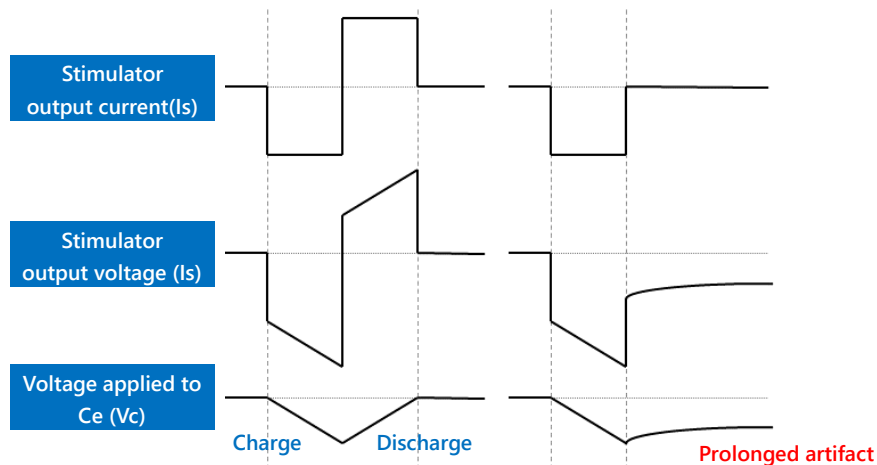 Stimulator
output current(Is)
Stimulator
output voltage (Is)
Voltage applied to
Ce (Vc)
Charge
Discharge
Prolonged artifact